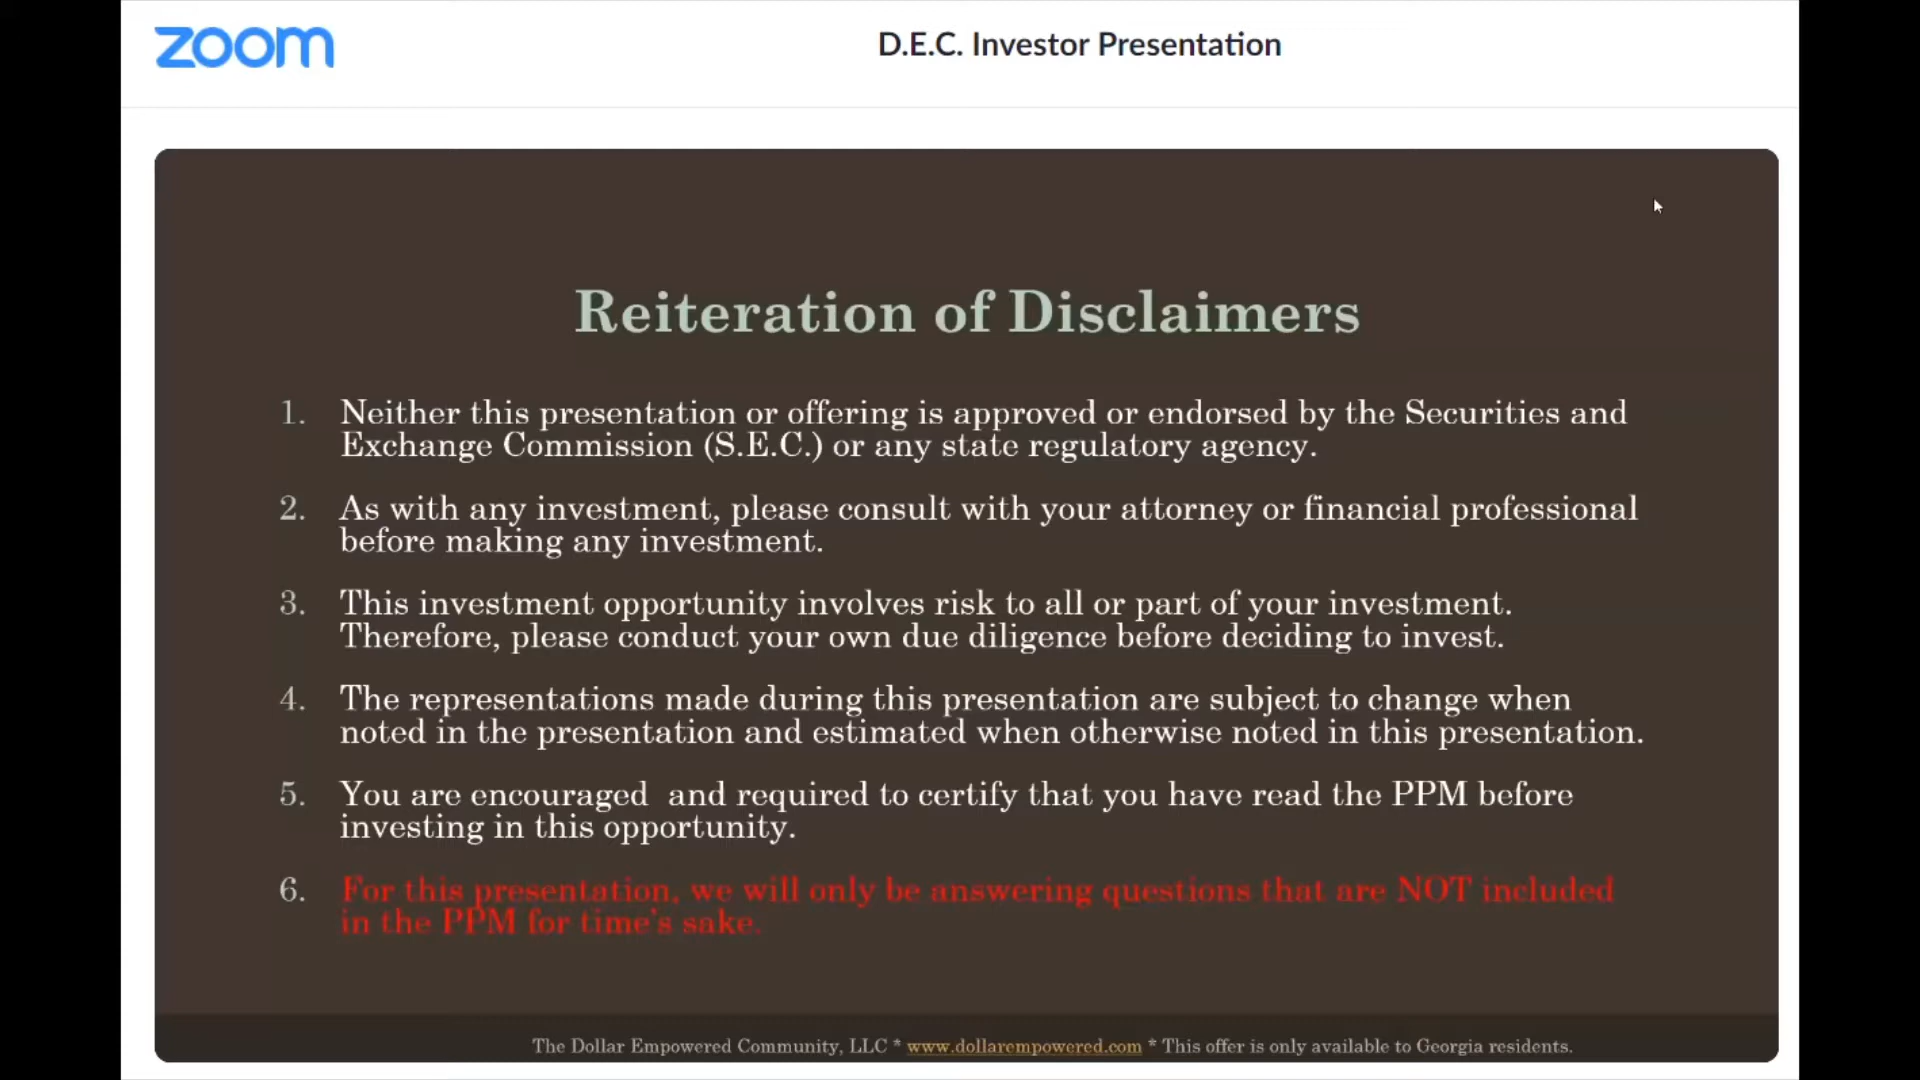 zoom
D.E.C. Investor Presentation
Reiteration of Disclaimers
1. Neither this presentation or offering is approved or endorsed by the Securities and
Exchange Commission (S.E.C.) or any state regulatory agency.
2. As with any investment, please consult with your attorney or financial professional
before making any investment.
3. This investment opportunity involves risk to all or part of your investment.
Therefore, please conduct your own due diligence before deciding to invest.
4. The representations made during this presentation are subject to change when
noted in the presentation and estimated when otherwise noted in this presentation.
5. You are encouraged  and required to certify that you have read the PPM before
investing in this opportunity.
6. For this presentation, we will only be answering questions that are NOT included
in the PPM for time's sake.
The Dollar Empowered Community, LLC * www.dollarempowered.com * This offer is only available to Georgia residents.